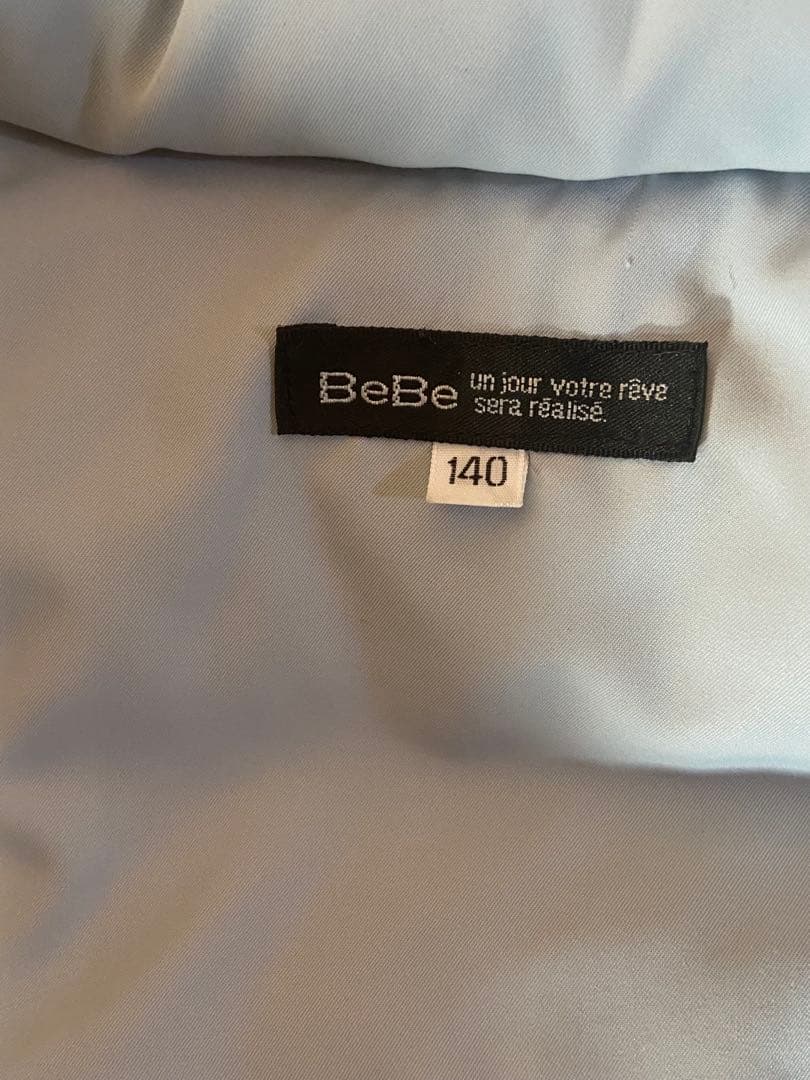 BeBe un jour votre rêve
sera réalisé.
140